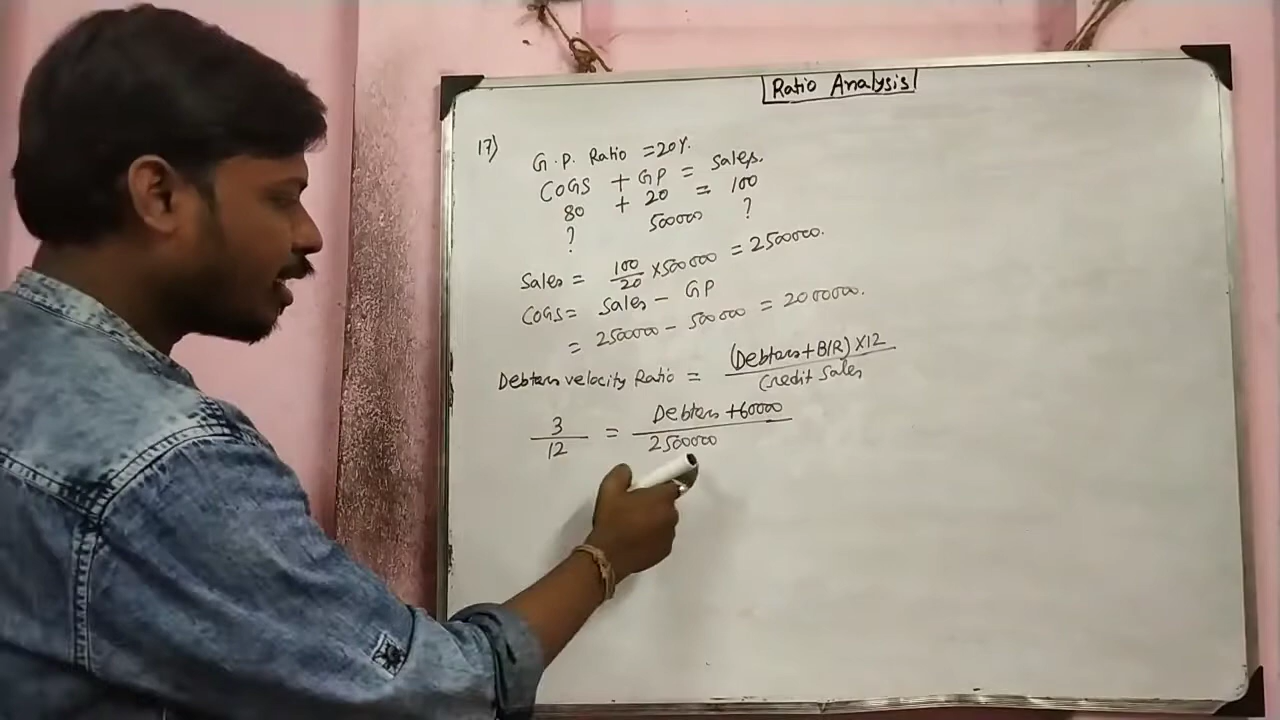 Ratio Analysis
17)
G.P. Ratio = 20%.
COGS + GP = Sales.
80 + 20 = 100
? 500000 ?
Sales = 100/20 × 500000 = 2500000.
COGS = Sales - GP
= 2500000 - 500000 = 2000000.
Debtors velocity Ratio = (Debtors + B/R) × 12 / Credit Sales
3/12 = Debtors + 60000 / 2500000